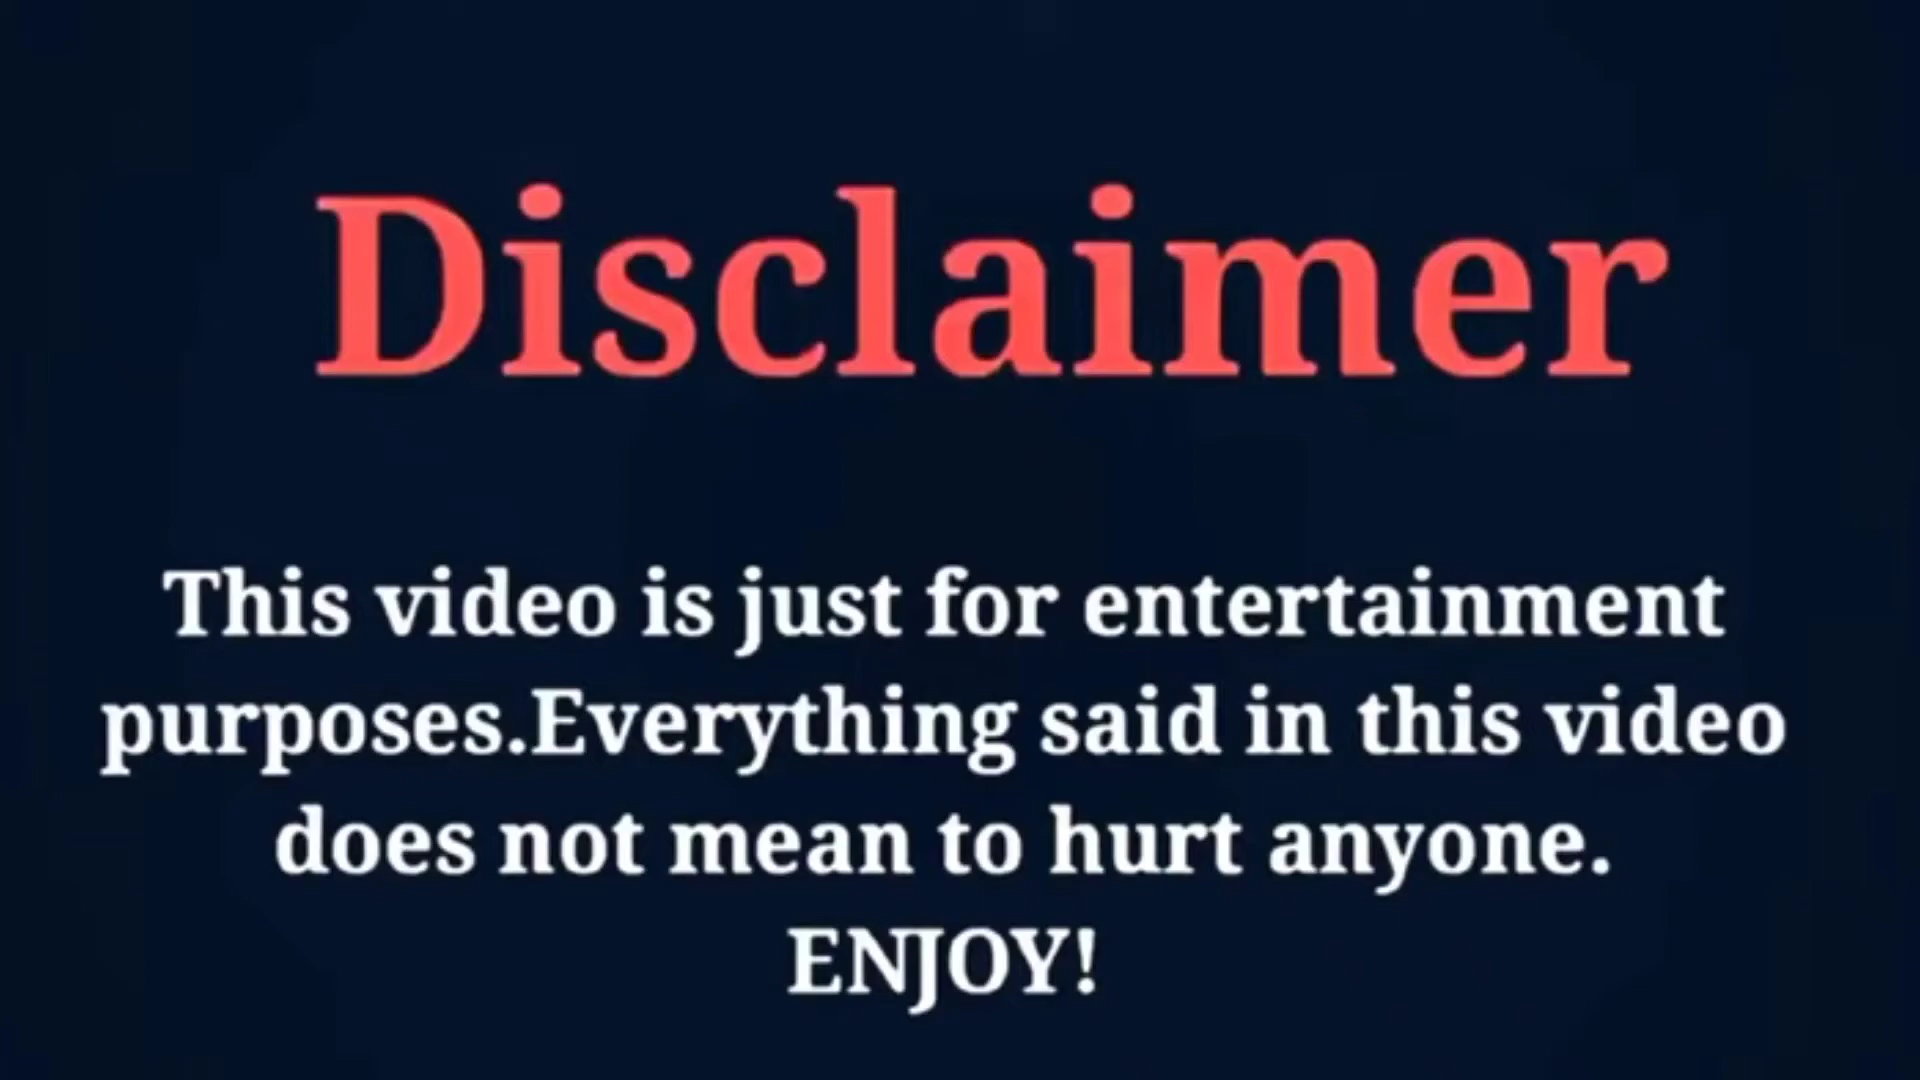 Disclaimer
This video is just for entertainment
purposes.Everything said in this video
does not mean to hurt anyone.
ENJOY!